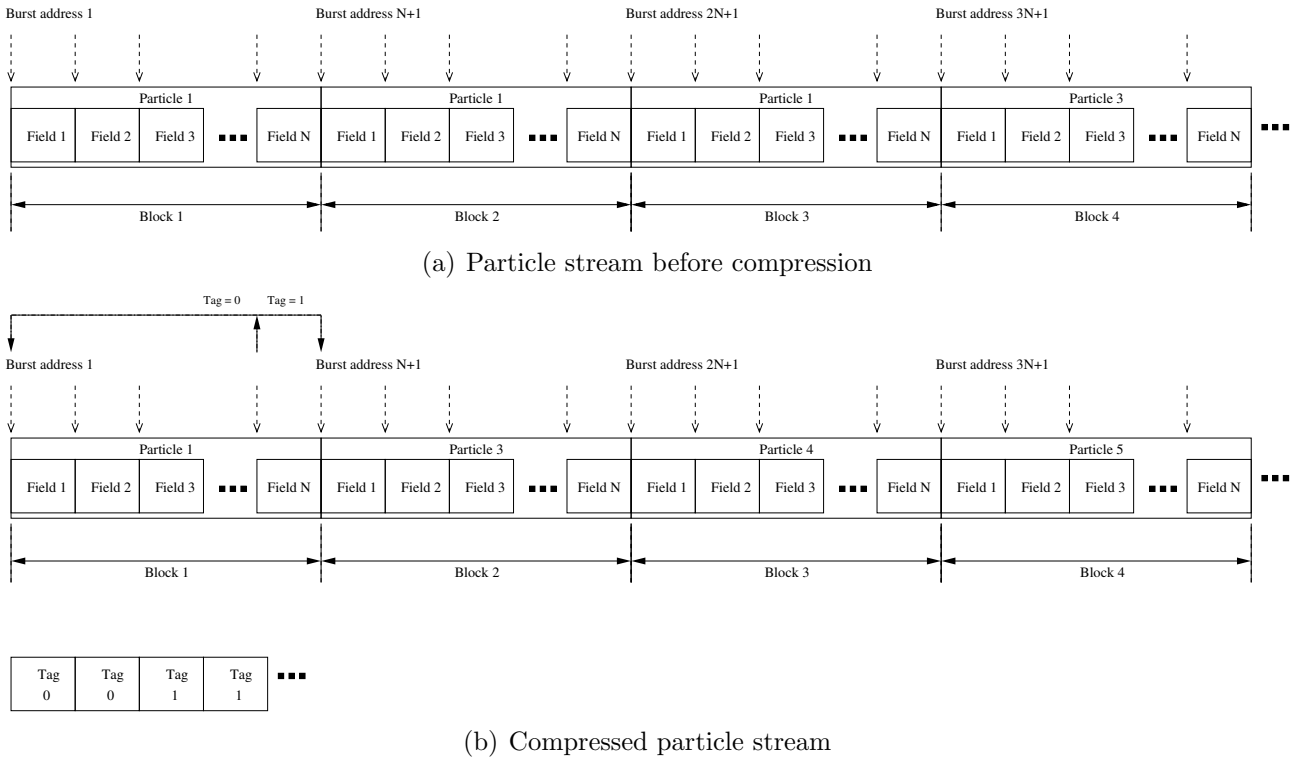 Burst address 1 Burst address N+1 Burst address 2N+1 Burst address 3N+1
Particle 1 Particle 1 Particle 1 Particle 3
Field 1 Field 2 Field 3 Field N Field 1 Field 2 Field 3 Field N Field 1 Field 2 Field 3 Field N Field 1 Field 2 Field 3 Field N
Block 1 Block 2 Block 3 Block 4
(a) Particle stream before compression
Tag = 0 Tag = 1
Burst address 1 Burst address N+1 Burst address 2N+1 Burst address 3N+1
Particle 1 Particle 3 Particle 4 Particle 5
Field 1 Field 2 Field 3 Field N Field 1 Field 2 Field 3 Field N Field 1 Field 2 Field 3 Field N Field 1 Field 2 Field 3 Field N
Block 1 Block 2 Block 3 Block 4
Tag Tag Tag Tag
0 0 1 1
(b) Compressed particle stream